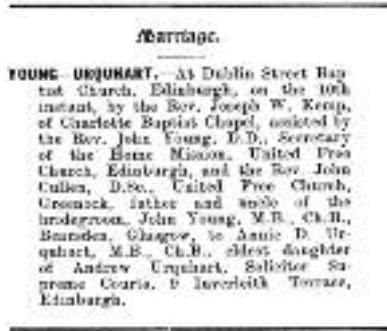 Marriage.
YOUNG—URQUHART.—At Dublin Street Bap-
tist Church, Edinburgh, on the 10th
instant, by the Rev. Joseph W. Kemp,
of Charlotte Baptist Chapel, assisted by
the Rev. John Young, D.D., Secretary
of the Home Mission, United Free
Church, Edinburgh, and the Rev. John
Cullen, D.Sc., United Free Church,
Greenock, father and uncle of the
bridegroom, John Young, M.B., Ch.B.,
Bearsden, Glasgow, to Annie D. Ur-
quhart, M.B., Ch.B., eldest daughter
of Andrew Urquhart, Solicitor Su-
preme Courts, 9 Inverleith Terrace,
Edinburgh.